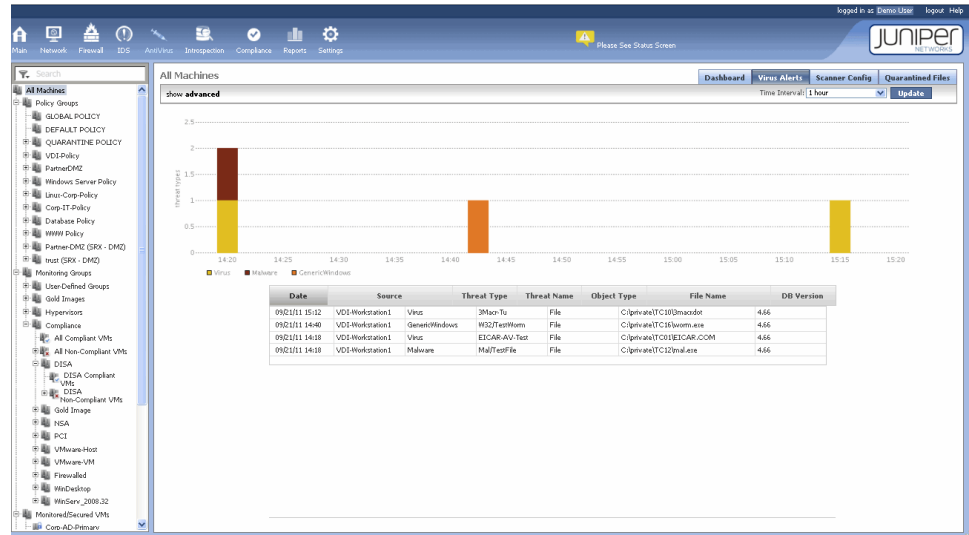 logged in as Demo User logout Help
Main Network Firewall IDS AntiVirus Introspection Compliance Reports Settings
Please See Status Screen
JUNIPER NETWORKS
Search
All Machines
Policy Groups
GLOBAL POLICY
DEFAULT POLICY
QUARANTINE POLICY
VDI-Policy
PartnerDMZ
Windows Server Policy
Linux-Corp-Policy
Corp-IT-Policy
Database Policy
WWW Policy
Partner-DMZ (SRX - DMZ)
trust (SRX - DMZ)
Monitoring Groups
User-Defined Groups
Gold Images
Hypervisors
Compliance
All Compliant VMs
All Non-Compliant VMs
DISA
DISA Compliant
VMs
DISA
Non-Compliant VMs
Gold Image
NSA
PCI
VMware-Host
VMware-VM
Firewalled
WinDesktop
WinServ_2008.32
Monitored/Secured VMs
Corp-AD-Primary
All Machines
Dashboard Virus Alerts Scanner Config Quarantined Files
show advanced
Time Interval: 1 hour Update
threat types
2.5
2
1.5
1
0.5
0
14:20 14:25 14:30 14:35 14:40 14:45 14:50 14:55 15:00 15:05 15:10 15:15 15:20
Virus Malware GenericWindows
Date Source Threat Type Threat Name Object Type File Name DB Version
09/21/11 15:12 VDI-Workstation1 Virus 3Macr-Tu File C:\private\TC10\3macr.dot 4.66
09/21/11 14:40 VDI-Workstation1 GenericWindows W32/TestWorm File C:\private\TC16\worm.exe 4.66
09/21/11 14:18 VDI-Workstation1 Virus EICAR-AV-Test File C:\private\TC01\EICAR.COM 4.66
09/21/11 14:18 VDI-Workstation1 Malware Mal/TestFile File C:\private\TC12\mal.exe 4.66